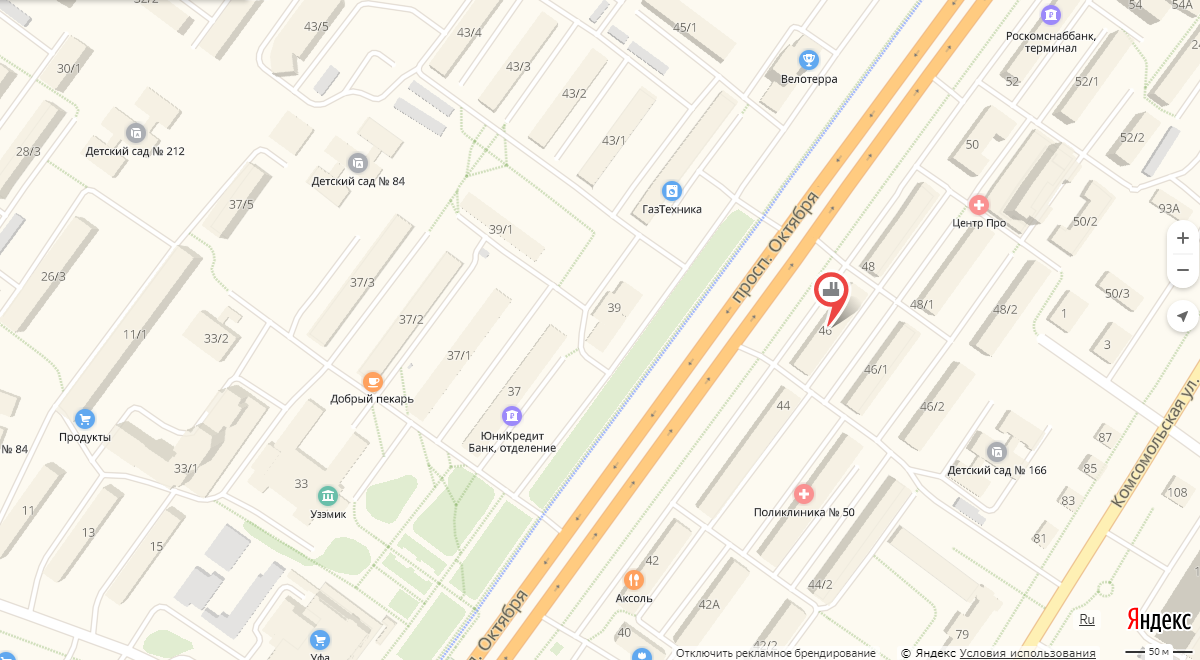 43/5
43/4
45/1
54
54А
Роскомснаббанк,
терминал
30/1
43/3
Велотерра
52
52/1
43/2
28/3
Детский сад № 212
43/1
52/2
50
Детский сад № 84
37/5
ГазТехника
93А
Центр Про
50/2
39/1
просп. Октября
26/3
37/3
48
50/3
39
48/1
48/2
1
11/1
33/2
37/2
46
3
37/1
46/1
Добрый пекарь
37
46/2
44
Комсомольская ул.
Продукты
ЮниКредит
Банк, отделение
87
№ 84
33/1
Детский сад № 166
85
33
108
83
11
Узэмик
Поликлиника № 50
13
15
81
42
Аксоль
44/2
42А
Октября
40
42/2
79
Уфа
Ru
Яндекс
Отключить рекламное брендирование
© Яндекс Условия использования
50 м